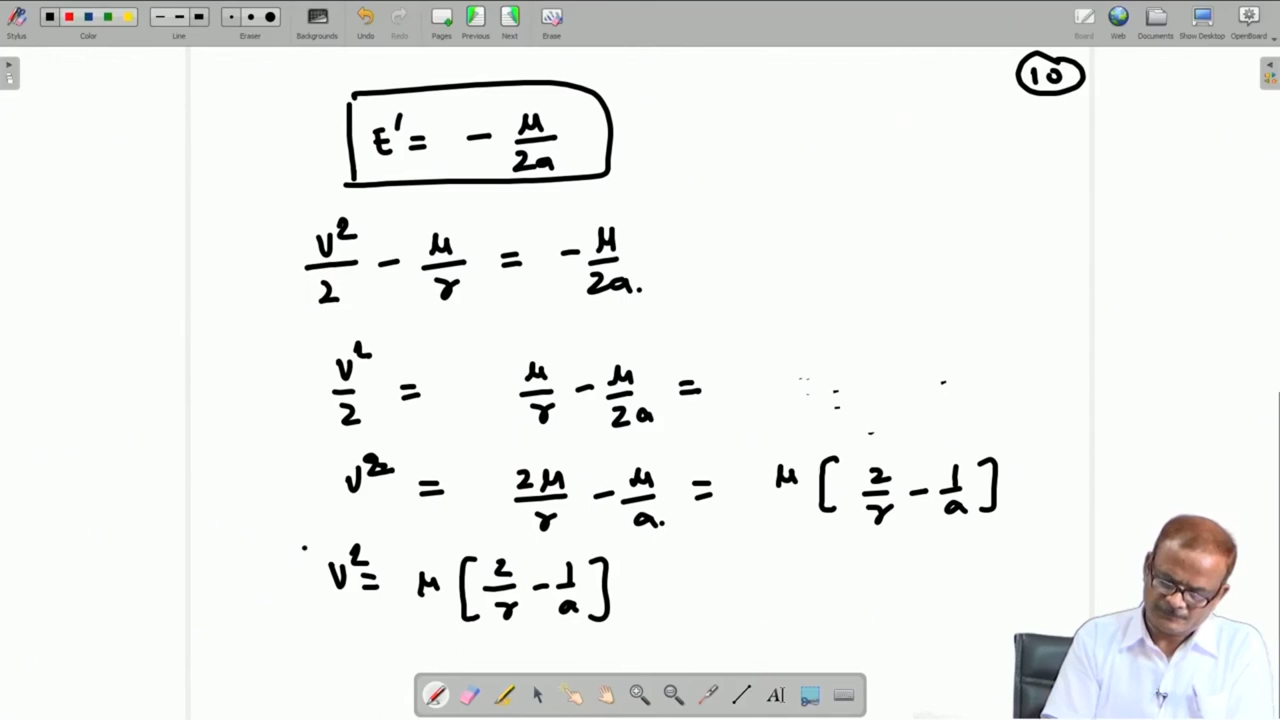 Stylus Color Line Eraser Backgrounds Undo Redo Pages Previous Next Erase Board Web Documents Show Desktop OpenBoard
10
E' = - μ/2a
v²/2 - μ/r = - μ/2a.
v²/2 = μ/r - μ/2a =
v² = 2μ/r - μ/a. = μ [ 2/r - 1/a ]
v² = μ [ 2/r - 1/a ]
AI